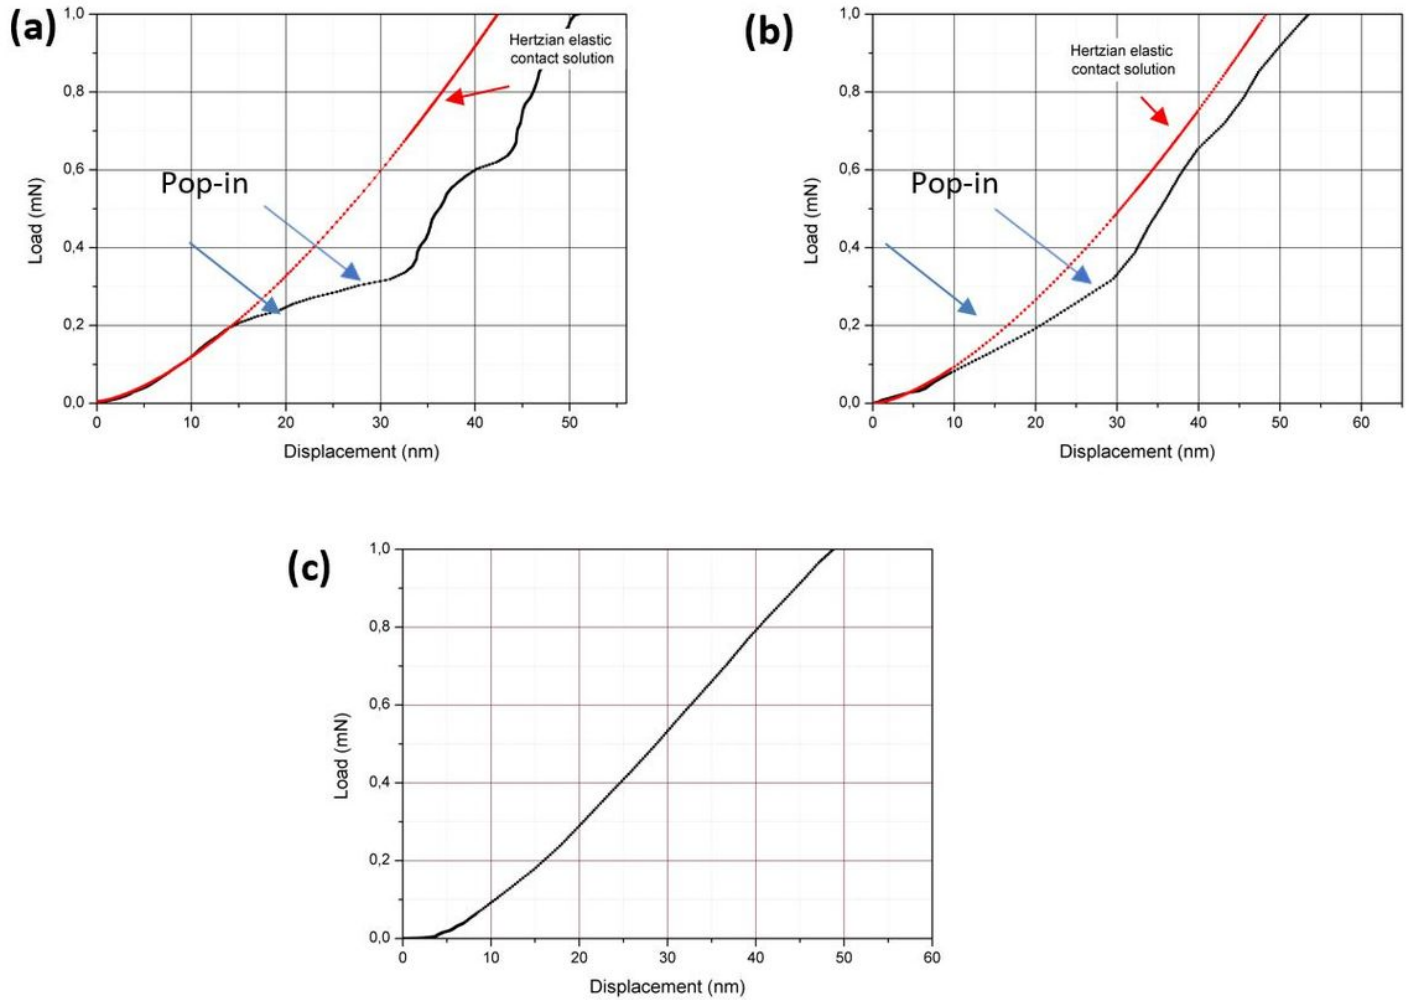 (a)
1,0
0,8
0,6
0,4
0,2
0,0
Load (mN)
Hertzian elastic
contact solution
Pop-in
0 10 20 30 40 50
Displacement (nm)
(b)
1,0
0,8
0,6
0,4
0,2
0,0
Load (mN)
Hertzian elastic
contact solution
Pop-in
0 10 20 30 40 50 60
Displacement (nm)
(c)
1,0
0,8
0,6
0,4
0,2
0,0
Load (mN)
0 10 20 30 40 50 60
Displacement (nm)